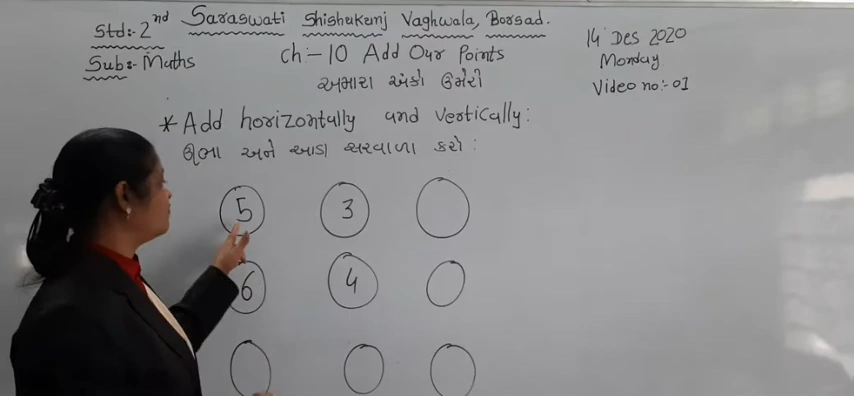 Std:- 2nd Saraswati Shishukunj Vaghwala, Borsad.
Sub:- Maths
Ch:- 10 Add Our Points
અમારા અંકો ઉમેરો
14 Des 2020
Monday
Video no:- 01
* Add horizontally and vertically:
ઊભા અને આડા સરવાળા કરો :
5 3
6 4